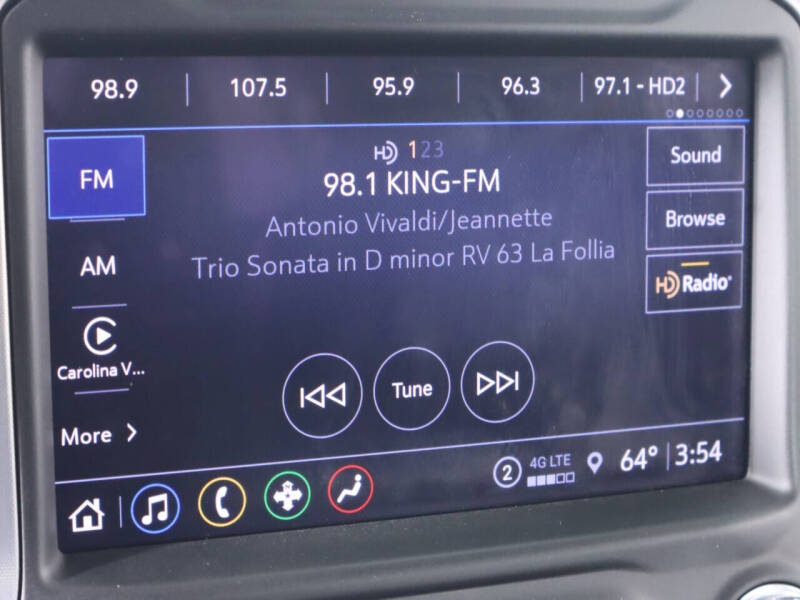 98.9 107.5 95.9 96.3 97.1 - HD2
FM
HD 123
Sound
98.1 KING-FM
Antonio Vivaldi/Jeannette
Browse
AM
Trio Sonata in D minor RV 63 La Follia
HD Radio
Carolina V...
Tune
More
2 4G LTE 64° 3:54